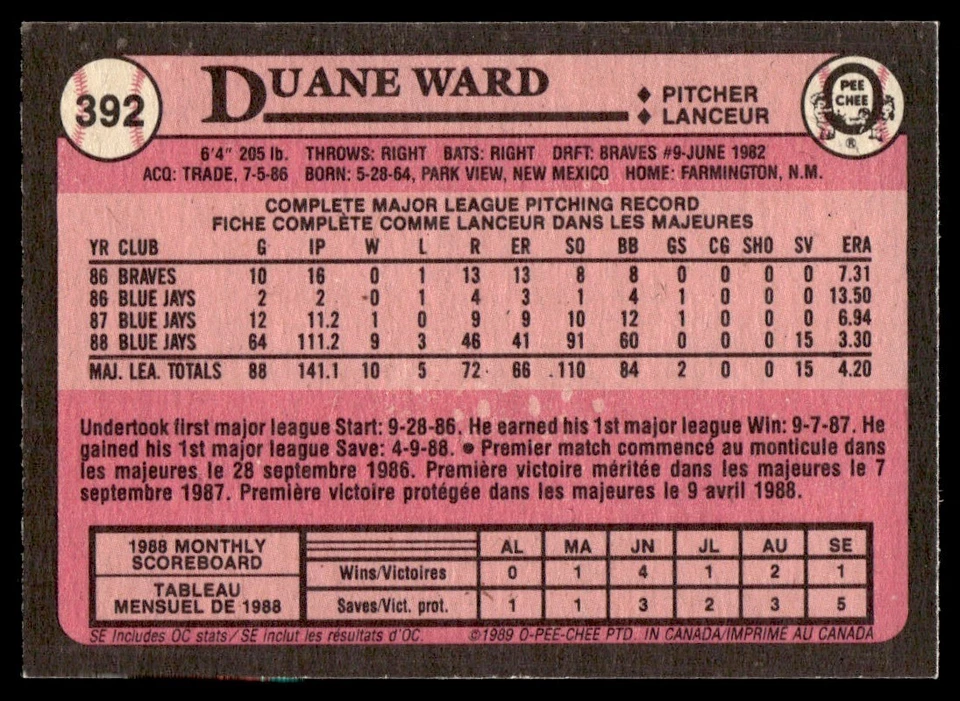 392
DUANE WARD
♦ PITCHER
♦ LANCEUR
O
PEE
CHEE
®
6'4" 205 lb. THROWS: RIGHT BATS: RIGHT DRFT: BRAVES #9-JUNE 1982
ACQ: TRADE, 7-5-86 BORN: 5-28-64, PARK VIEW, NEW MEXICO HOME: FARMINGTON, N.M.
COMPLETE MAJOR LEAGUE PITCHING RECORD
FICHE COMPLÈTE COMME LANCEUR DANS LES MAJEURES
YR CLUB G IP W L R ER SO BB GS CG SHO SV ERA
86 BRAVES 10 16 0 1 13 13 8 8 0 0 0 0 7.31
86 BLUE JAYS 2 2 0 1 4 3 1 4 1 0 0 0 13.50
87 BLUE JAYS 12 11.2 1 0 9 9 10 12 1 0 0 0 6.94
88 BLUE JAYS 64 111.2 9 3 46 41 91 60 0 0 0 15 3.30
MAJ. LEA. TOTALS 88 141.1 10 5 72 66 110 84 2 0 0 15 4.20
Undertook first major league Start: 9-28-86. He earned his 1st major league Win: 9-7-87. He
gained his 1st major league Save: 4-9-88. ● Premier match commencé au monticule dans
les majeures le 28 septembre 1986. Première victoire méritée dans les majeures le 7
septembre 1987. Première victoire protégée dans les majeures le 9 avril 1988.
1988 MONTHLY
SCOREBOARD
TABLEAU
MENSUEL DE 1988
AL MA JN JL AU SE
Wins/Victoires 0 1 4 1 2 1
Saves/Vict. prot. 1 1 3 2 3 5
SE Includes OC stats/SE inclut les résultats d'OC. ©1989 O-PEE-CHEE PTD. IN CANADA/IMPRIMÉ AU CANADA